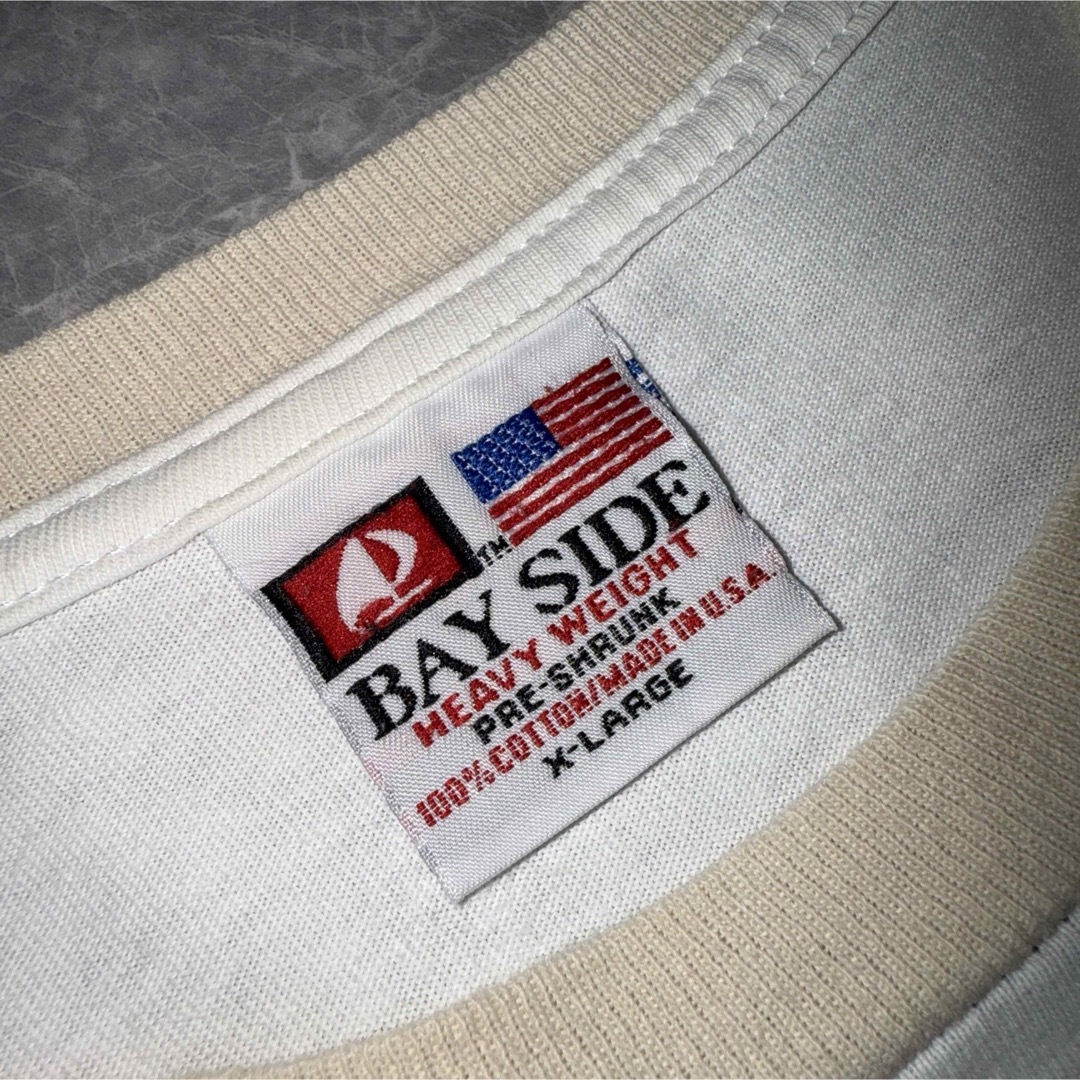 TM
BAY SIDE
HEAVY WEIGHT
PRE-SHRUNK
100% COTTON/MADE IN U.S.A.
X-LARGE